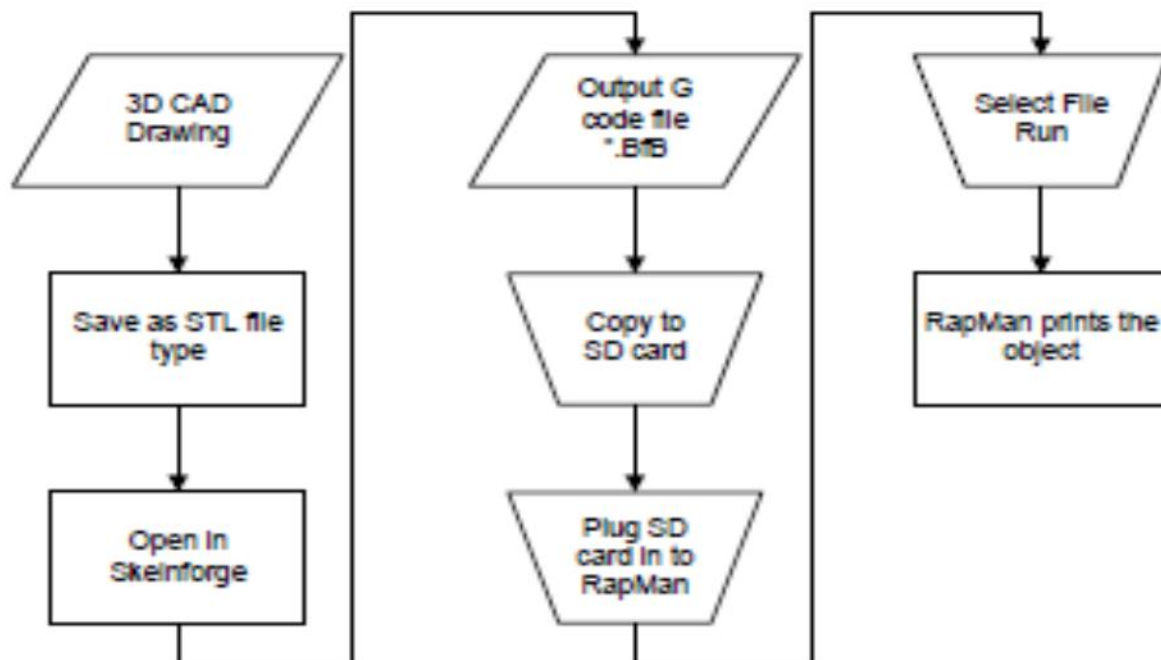 3D CAD
Drawing
Save as STL file
type
Open in
Skeinforge
Output G
code file
*.BfB
Copy to
SD card
Plug SD
card in to
RapMan
Select File
Run
RapMan prints the
object